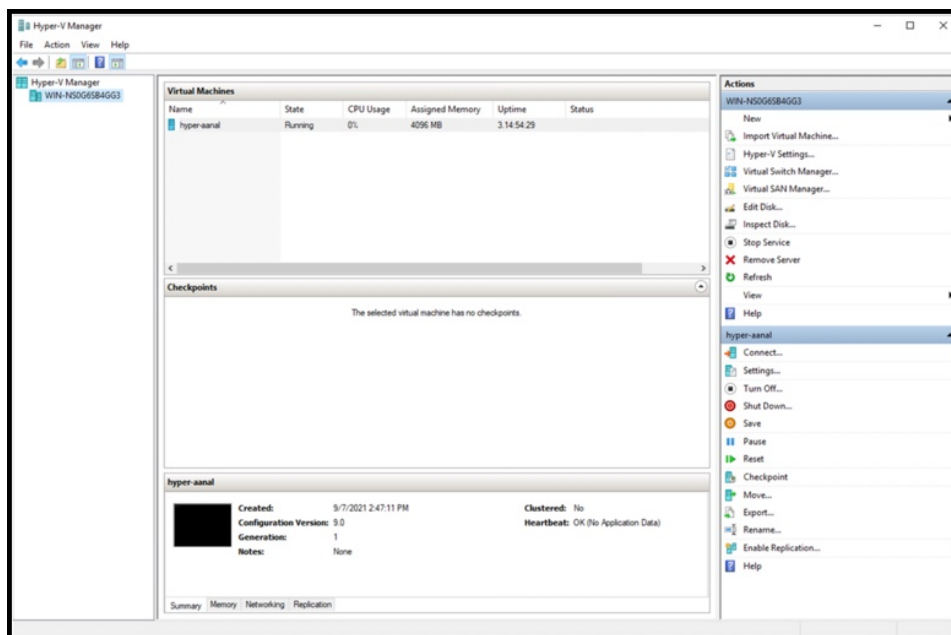 Hyper-V Manager
File Action View Help
Hyper-V Manager
WIN-NS0G6SB4GG3
Virtual Machines
Name State CPU Usage Assigned Memory Uptime Status
hyper-aanal Running 0% 4096 MB 3.14:54:29
Checkpoints
The selected virtual machine has no checkpoints.
hyper-aanal
Created: 9/7/2021 2:47:11 PM Clustered: No
Configuration Version: 9.0 Heartbeat: OK (No Application Data)
Generation: 1
Notes: None
Summary Memory Networking Replication
Actions
WIN-NS0G6SB4GG3
New
Import Virtual Machine...
Hyper-V Settings...
Virtual Switch Manager...
Virtual SAN Manager...
Edit Disk...
Inspect Disk...
Stop Service
Remove Server
Refresh
View
Help
hyper-aanal
Connect...
Settings...
Turn Off...
Shut Down...
Save
Pause
Reset
Checkpoint
Move...
Export...
Rename...
Enable Replication...
Help